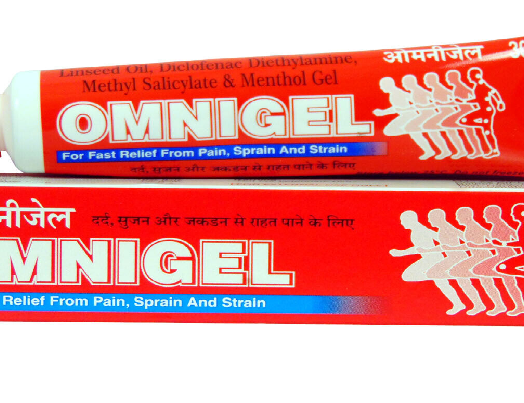 Linseed Oil, Diclofenac Diethylamine,
Methyl Salicylate & Menthol Gel
ओमनीजेल
OMNIGEL
For Fast Relief From Pain, Sprain And Strain
दर्द, सुजन और जकडन से राहत पाने के लिए
नीजेल दर्द, सुजन और जकडन से राहत पाने के लिए
MNIGEL
Relief From Pain, Sprain And Strain